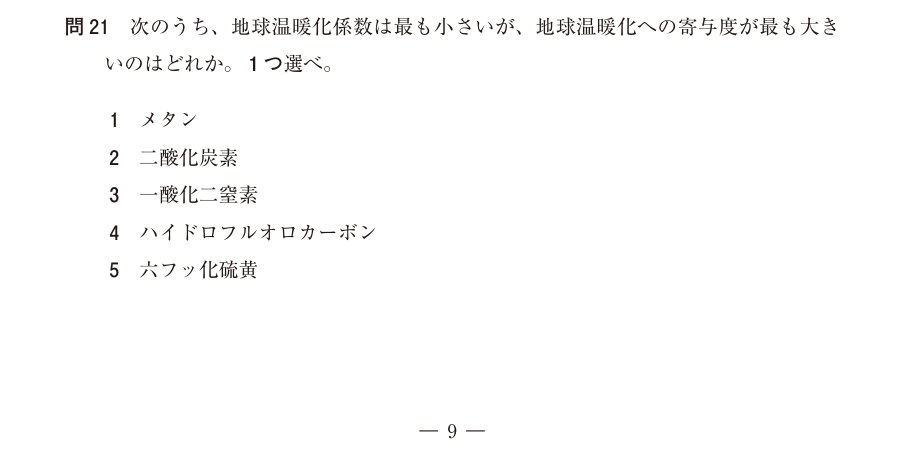 問21　次のうち、地球温暖化係数は最も小さいが、地球温暖化への寄与度が最も大き
いのはどれか。1つ選べ。
1　メタン
2　二酸化炭素
3　一酸化二窒素
4　ハイドロフルオロカーボン
5　六フッ化硫黄
― 9 ―